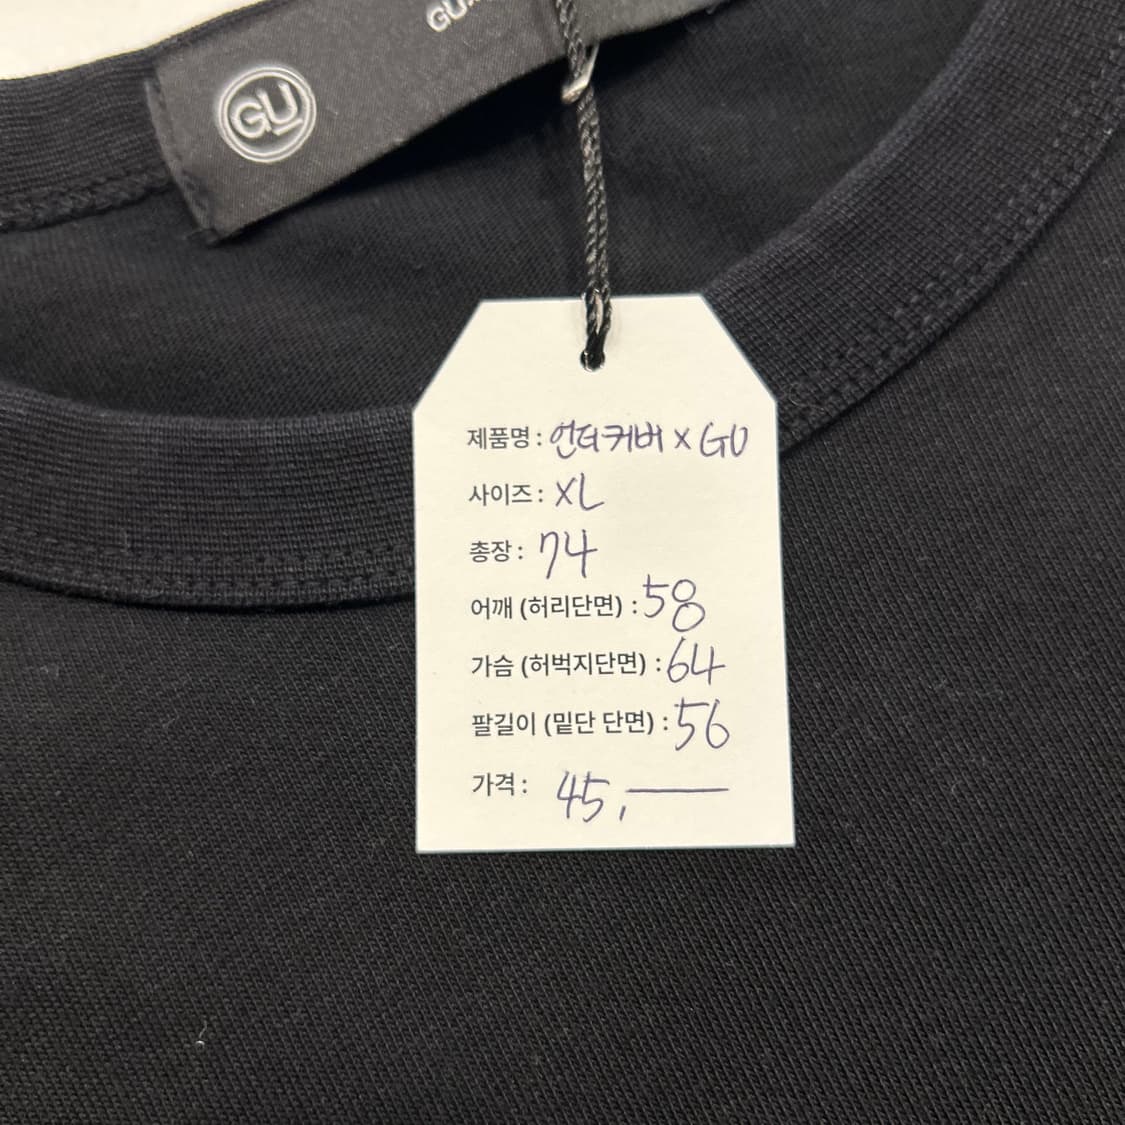 GU
GU
제품명 : 언더커버 x GU
사이즈 : XL
총장 : 74
어깨 (허리단면) : 58
가슴 (허벅지단면) : 64
팔길이 (밑단 단면) : 56
가격 : 45,